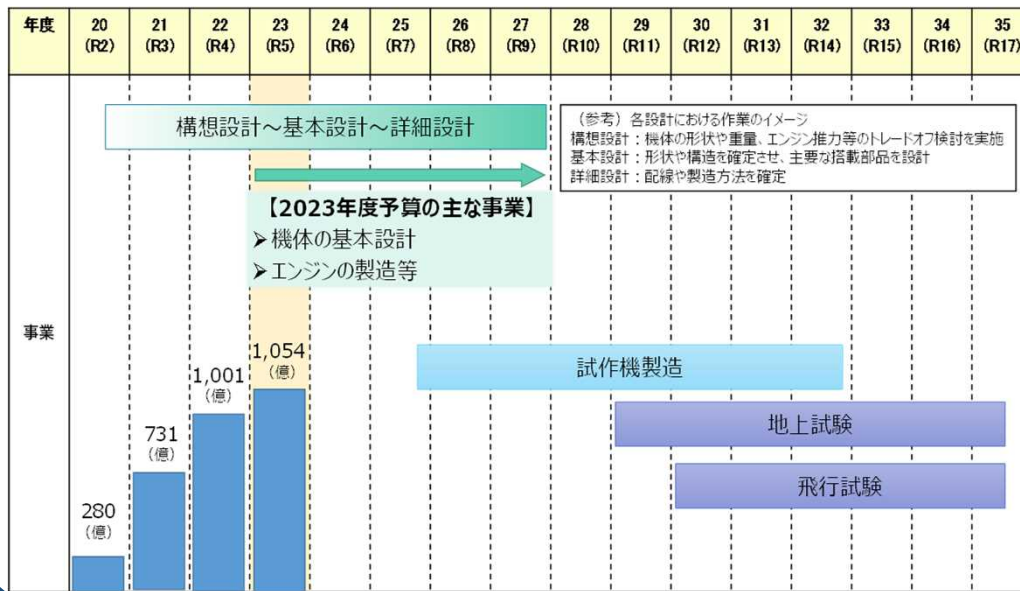 年度 20 21 22 23 24 25 26 27 28 29 30 31 32 33 34 35
(R2) (R3) (R4) (R5) (R6) (R7) (R8) (R9) (R10) (R11) (R12) (R13) (R14) (R15) (R16) (R17)
構想設計～基本設計～詳細設計
（参考）各設計における作業のイメージ
構想設計：機体の形状や重量、エンジン推力等のトレードオフ検討を実施
基本設計：形状や構造を確定させ、主要な搭載部品を設計
詳細設計：配線や製造方法を確定
【2023年度予算の主な事業】
➢機体の基本設計
➢エンジンの製造等
事業
試作機製造
地上試験
飛行試験
280
（億）
731
（億）
1,001
（億）
1,054
（億）